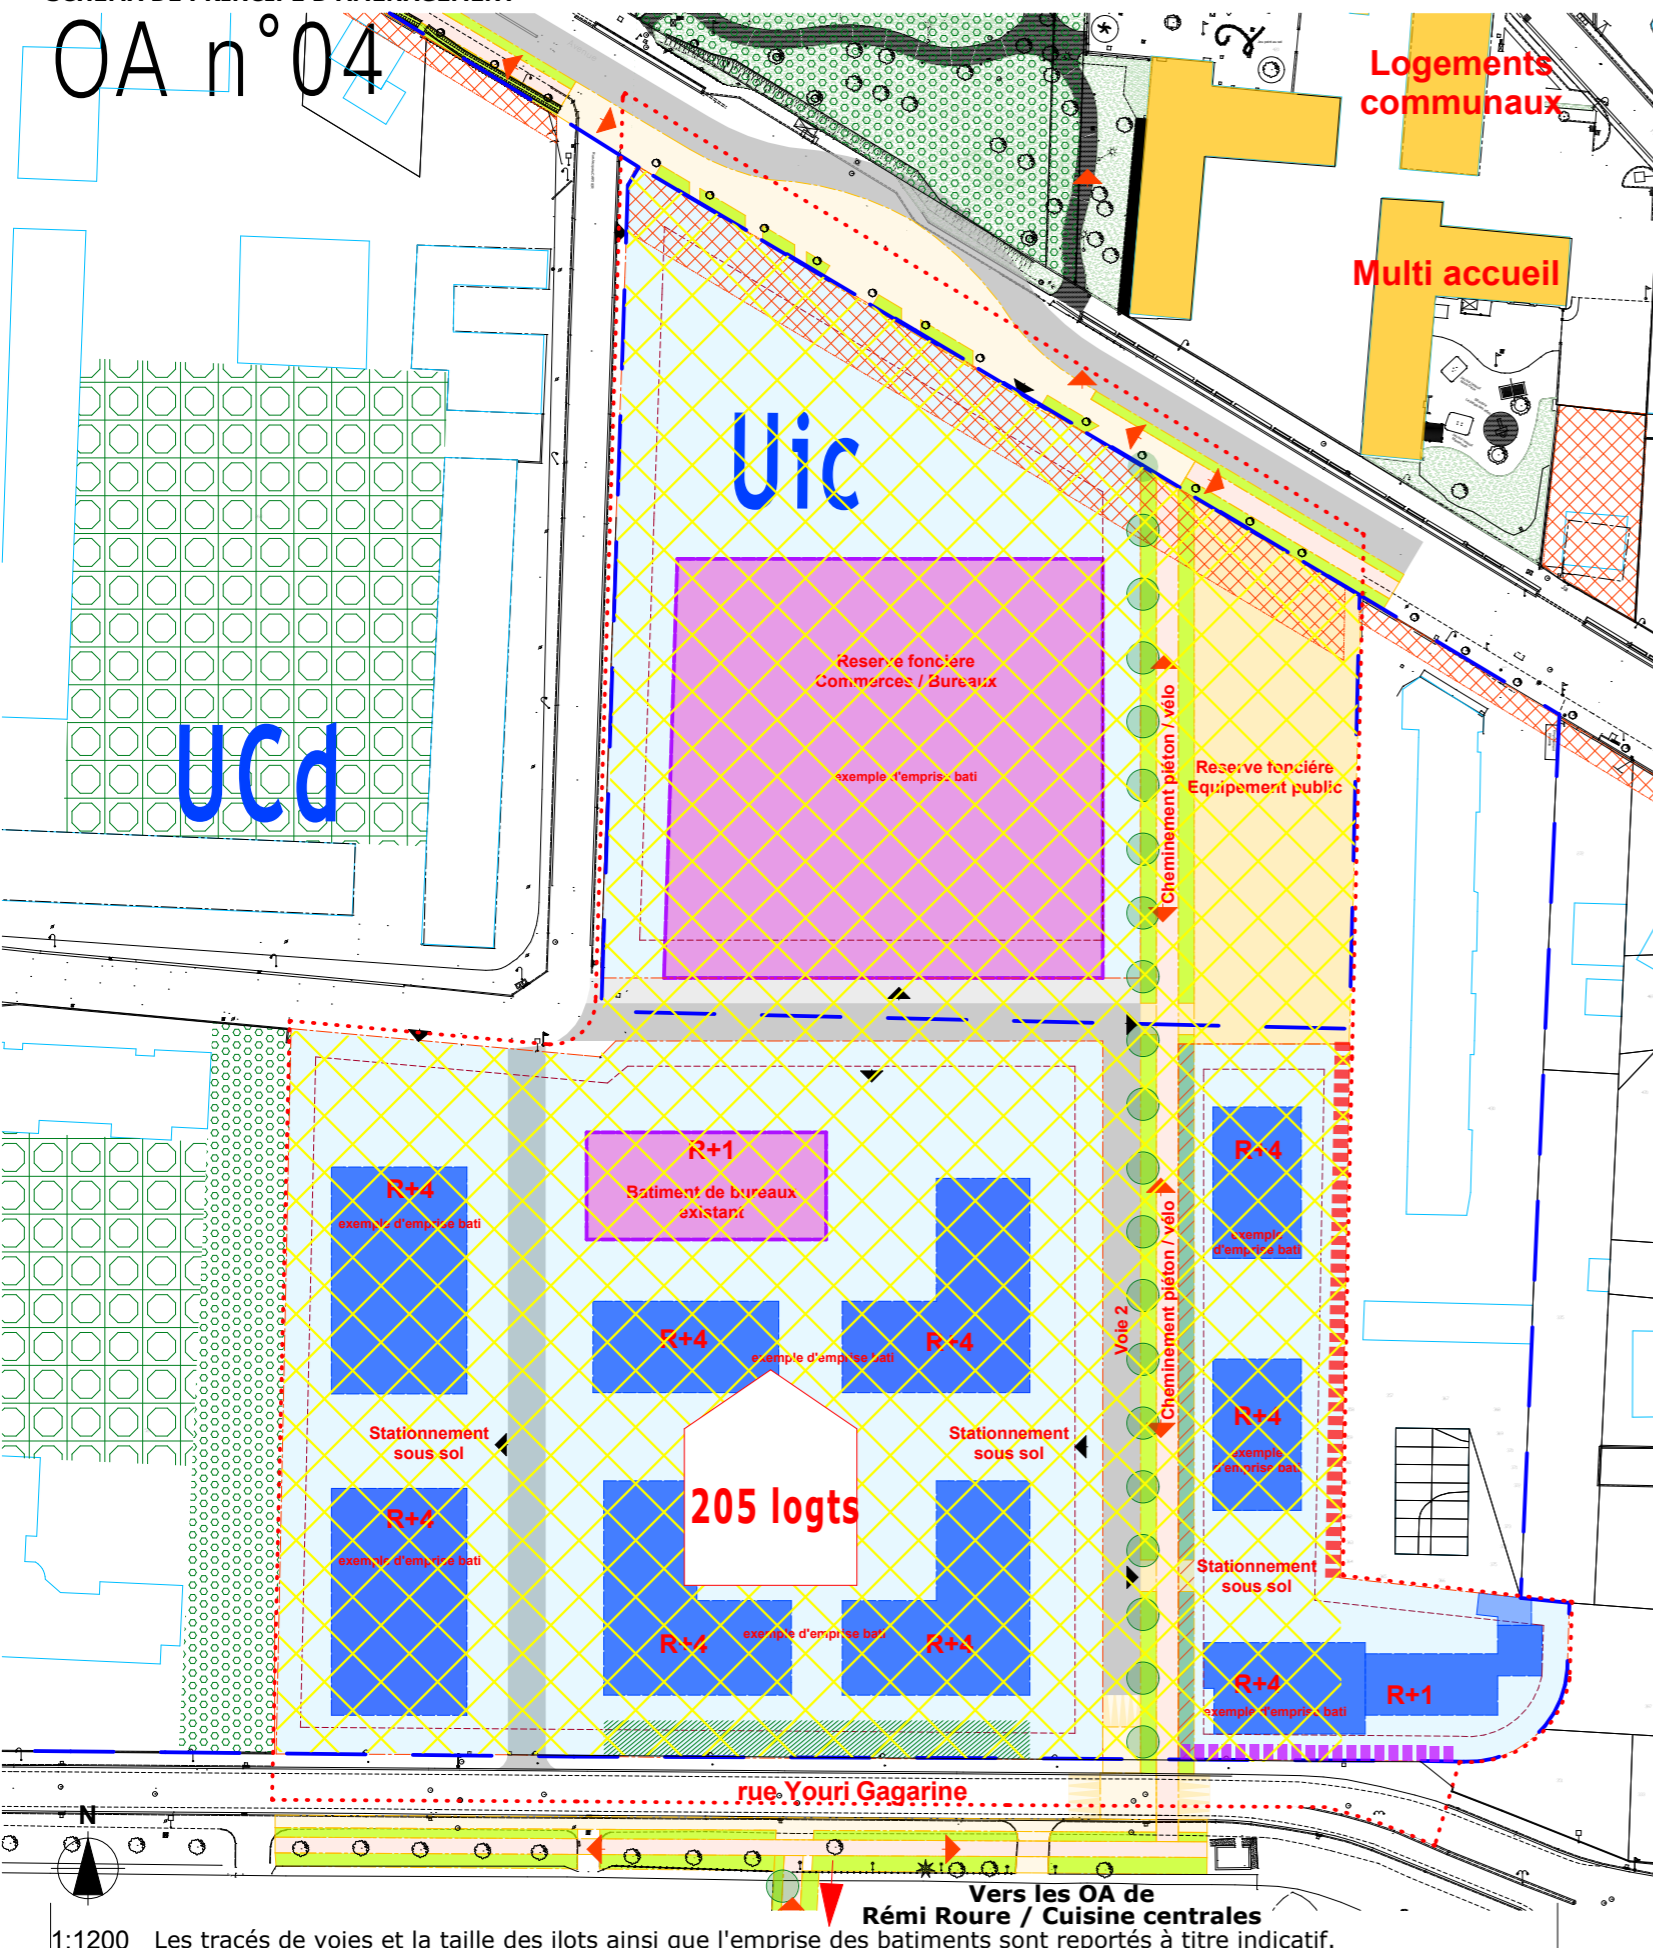 OA n°04
Logements
communaux
Multi accueil
Uic
Reserve foncière
Commerces / Bureaux
exemple d'emprise bati
Cheminement piéton / vélo
Reserve fonciére
Equipement public
UCd
R+1
Batiment de bureaux
existant
R+4
exemple d'emprise bati
R+4
exemple
d'emprise bati
R+4
exemple d'emprise bati
R+4
Voie 2
Cheminement piéton / vélo
R+4
exemple
d'emprise bati
Stationnement
sous sol
Stationnement
sous sol
205 logts
R+4
exemple d'emprise bati
Stationnement
sous sol
R+4
exemple d'emprise bati
R+4
R+4
exemple d'emprise bati
R+1
rue Youri Gagarine
N
Vers les OA de
Rémi Roure / Cuisine centrales
1:1200 Les tracés de voies et la taille des ilots ainsi que l'emprise des batiments sont reportés à titre indicatif.